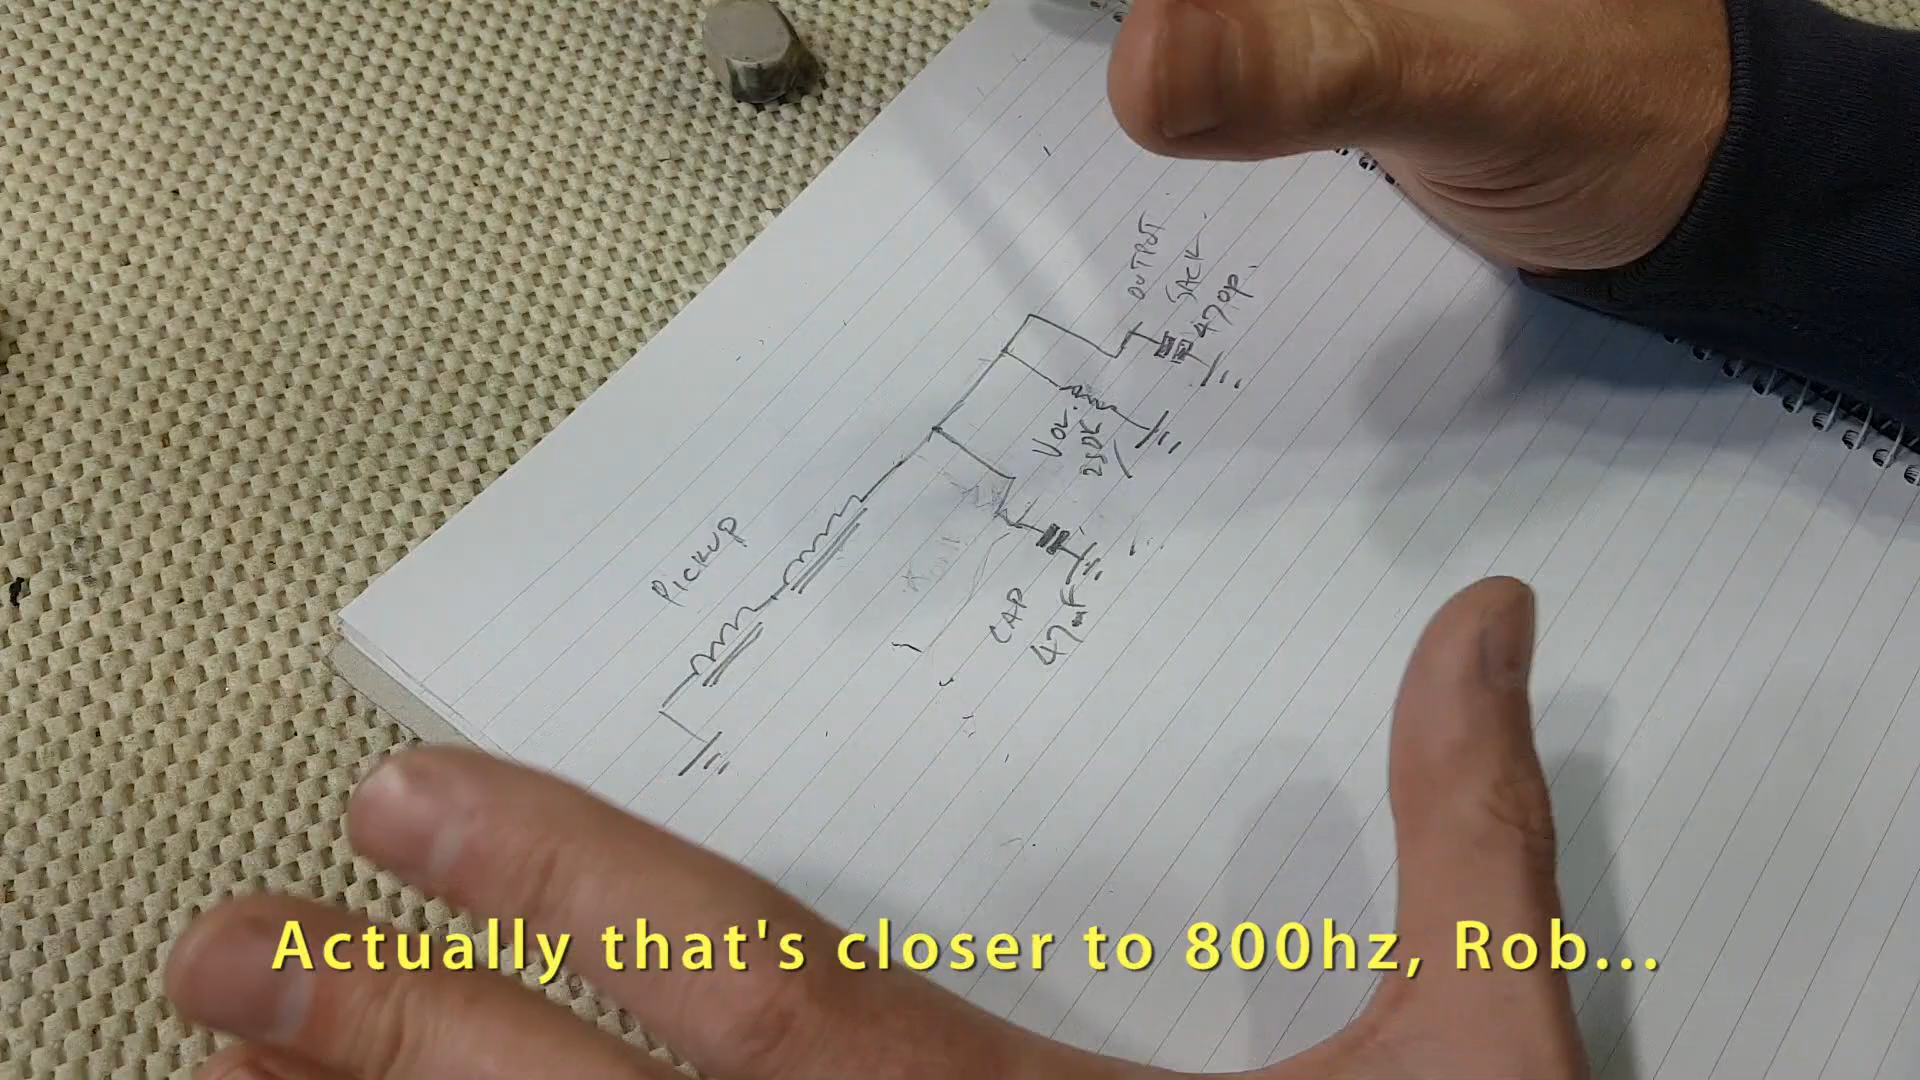 OUTPUT
JACK.
470p.
VOL.
250K
Pickup
CAP
47nF
Actually that's closer to 800hz, Rob...